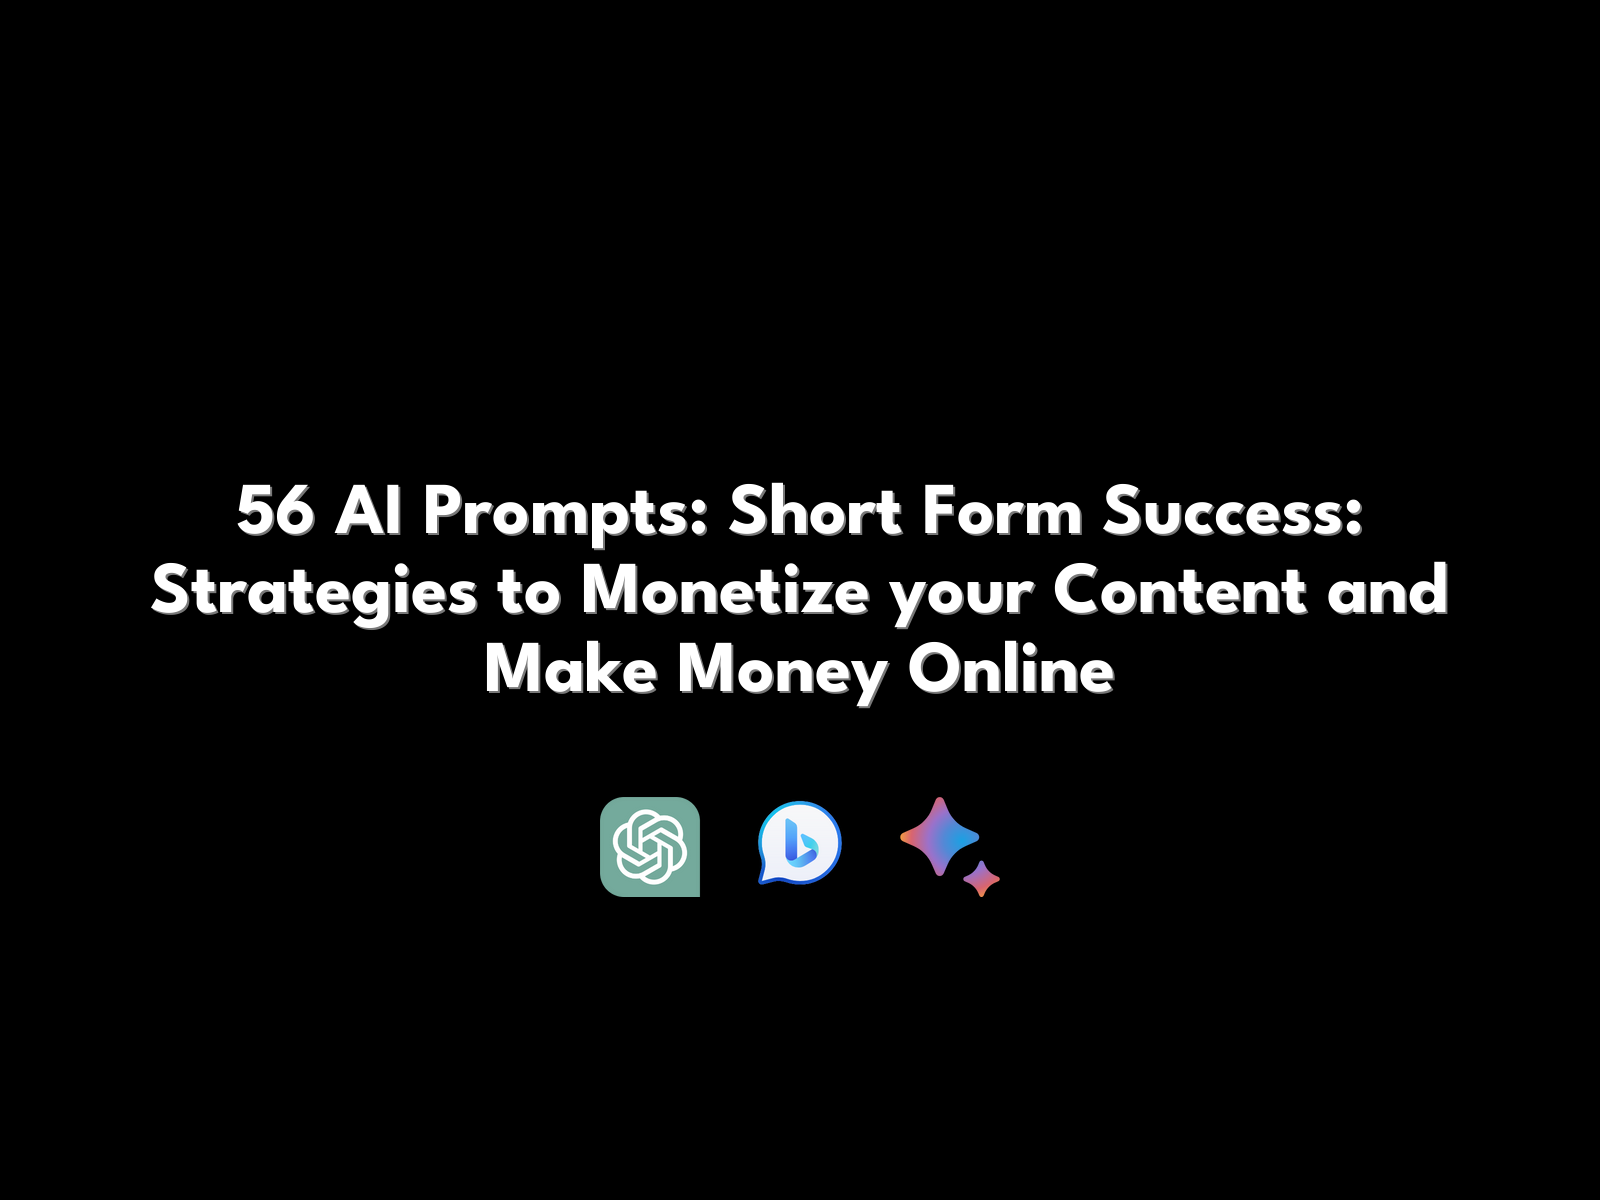 56 AI Prompts: Short Form Success:
Strategies to Monetize your Content and
Make Money Online